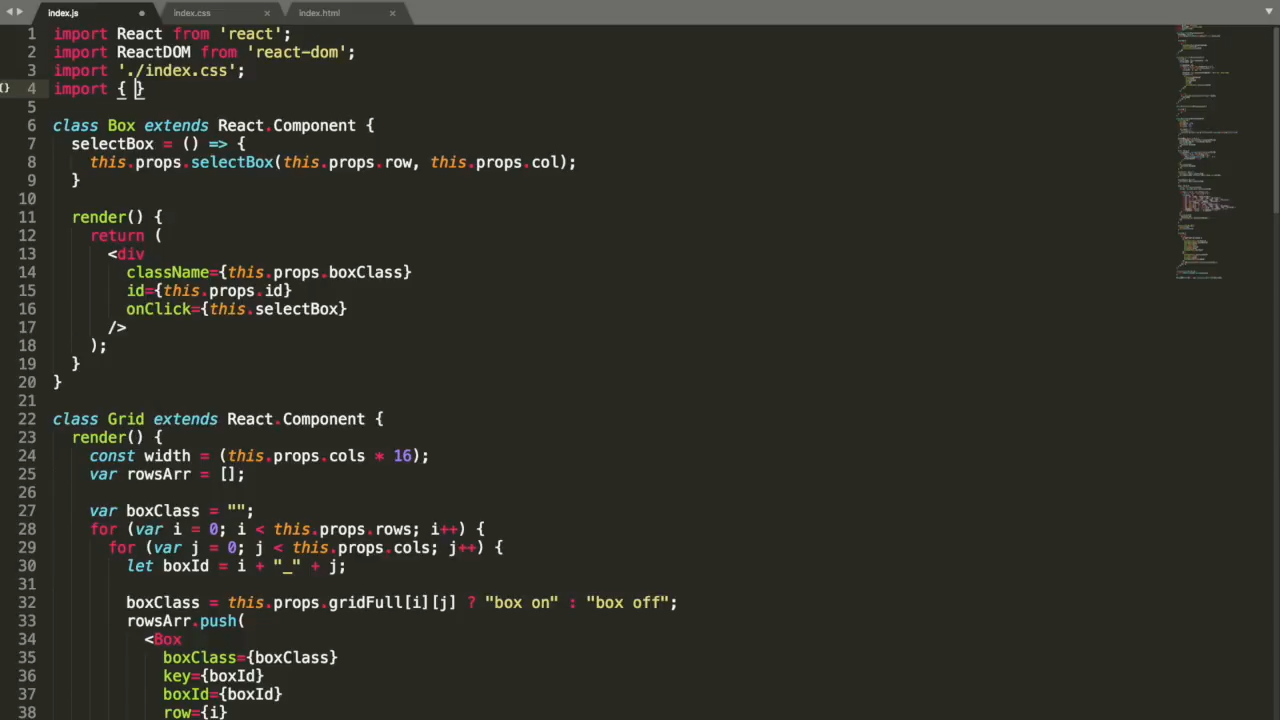 index.js
index.css
index.html
1 import React from 'react';
2 import ReactDOM from 'react-dom';
3 import './index.css';
{} 4 import { }
5
6 class Box extends React.Component {
7 selectBox = () => {
8 this.props.selectBox(this.props.row, this.props.col);
9 }
10
11 render() {
12 return (
13 <div
14 className={this.props.boxClass}
15 id={this.props.id}
16 onClick={this.selectBox}
17 />
18 );
19 }
20 }
21
22 class Grid extends React.Component {
23 render() {
24 const width = (this.props.cols * 16);
25 var rowsArr = [];
26
27 var boxClass = "";
28 for (var i = 0; i < this.props.rows; i++) {
29 for (var j = 0; j < this.props.cols; j++) {
30 let boxId = i + "_" + j;
31
32 boxClass = this.props.gridFull[i][j] ? "box on" : "box off";
33 rowsArr.push(
34 <Box
35 boxClass={boxClass}
36 key={boxId}
37 boxId={boxId}
38 row={i}